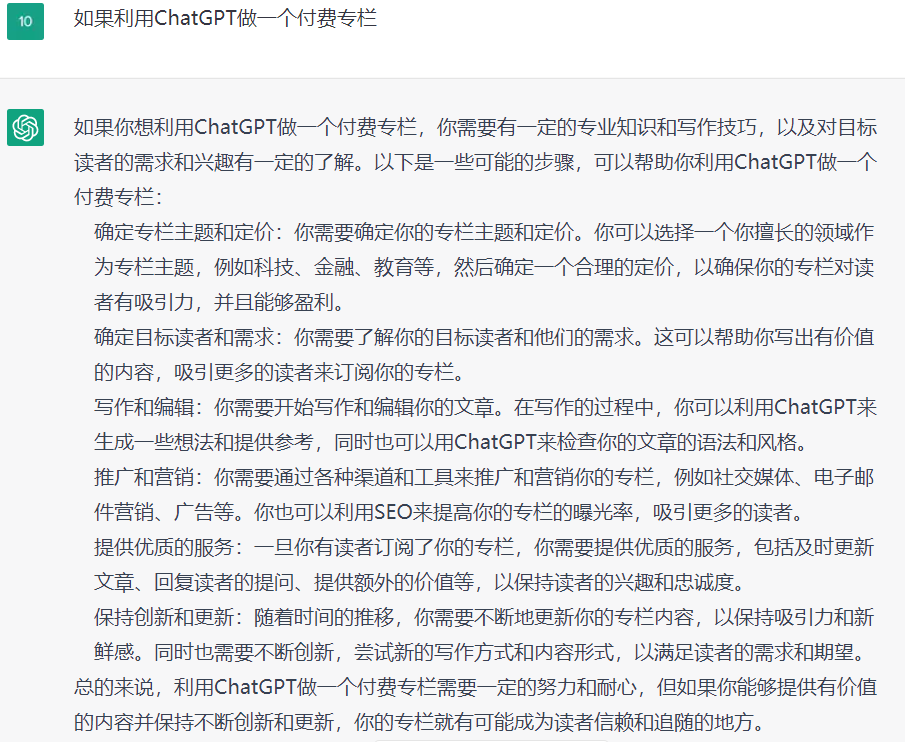 10
如果利用ChatGPT做一个付费专栏
如果你想利用ChatGPT做一个付费专栏，你需要有一定的专业知识和写作技巧，以及对目标
读者的需求和兴趣有一定的了解。以下是一些可能的步骤，可以帮助你利用ChatGPT做一个
付费专栏：
确定专栏主题和定价：你需要确定你的专栏主题和定价。你可以选择一个你擅长的领域作
为专栏主题，例如科技、金融、教育等，然后确定一个合理的定价，以确保你的专栏对读
者有吸引力，并且能够盈利。
确定目标读者和需求：你需要了解你的目标读者和他们的需求。这可以帮助你写出有价值
的内容，吸引更多的读者来订阅你的专栏。
写作和编辑：你需要开始写作和编辑你的文章。在写作的过程中，你可以利用ChatGPT来
生成一些想法和提供参考，同时也可以用ChatGPT来检查你的文章的语法和风格。
推广和营销：你需要通过各种渠道和工具来推广和营销你的专栏，例如社交媒体、电子邮
件营销、广告等。你也可以利用SEO来提高你的专栏的曝光率，吸引更多的读者。
提供优质的服务：一旦你有读者订阅了你的专栏，你需要提供优质的服务，包括及时更新
文章、回复读者的提问、提供额外的价值等，以保持读者的兴趣和忠诚度。
保持创新和更新：随着时间的推移，你需要不断地更新你的专栏内容，以保持吸引力和新
鲜感。同时也需要不断创新，尝试新的写作方式和内容形式，以满足读者的需求和期望。
总的来说，利用ChatGPT做一个付费专栏需要一定的努力和耐心，但如果你能够提供有价值
的内容并保持不断创新和更新，你的专栏就有可能成为读者信赖和追随的地方。